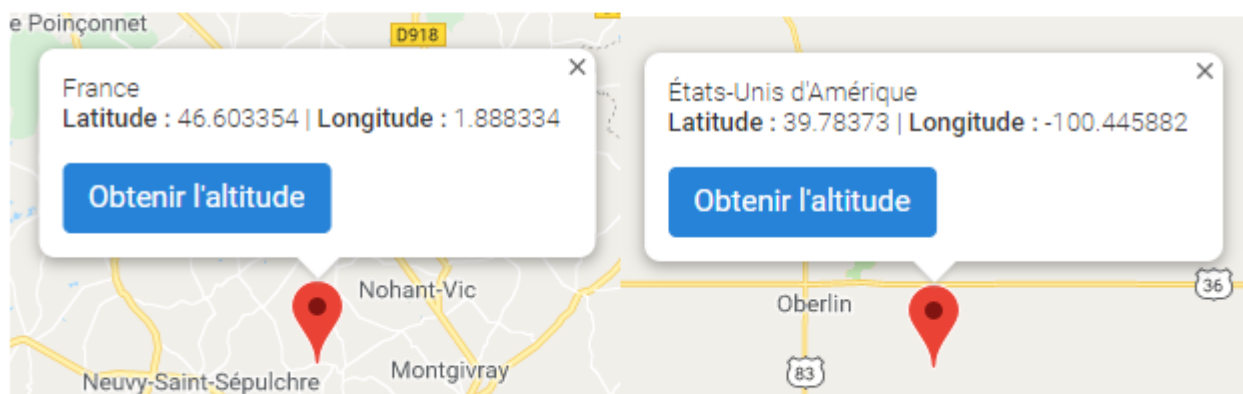 e Poinçonnet
D918
×
France
Latitude : 46.603354 | Longitude : 1.888334
Obtenir l'altitude
Nohant-Vic
Neuvy-Saint-Sépulchre
Montgivray
×
États-Unis d'Amérique
Latitude : 39.78373 | Longitude : -100.445882
Obtenir l'altitude
36
Oberlin
83